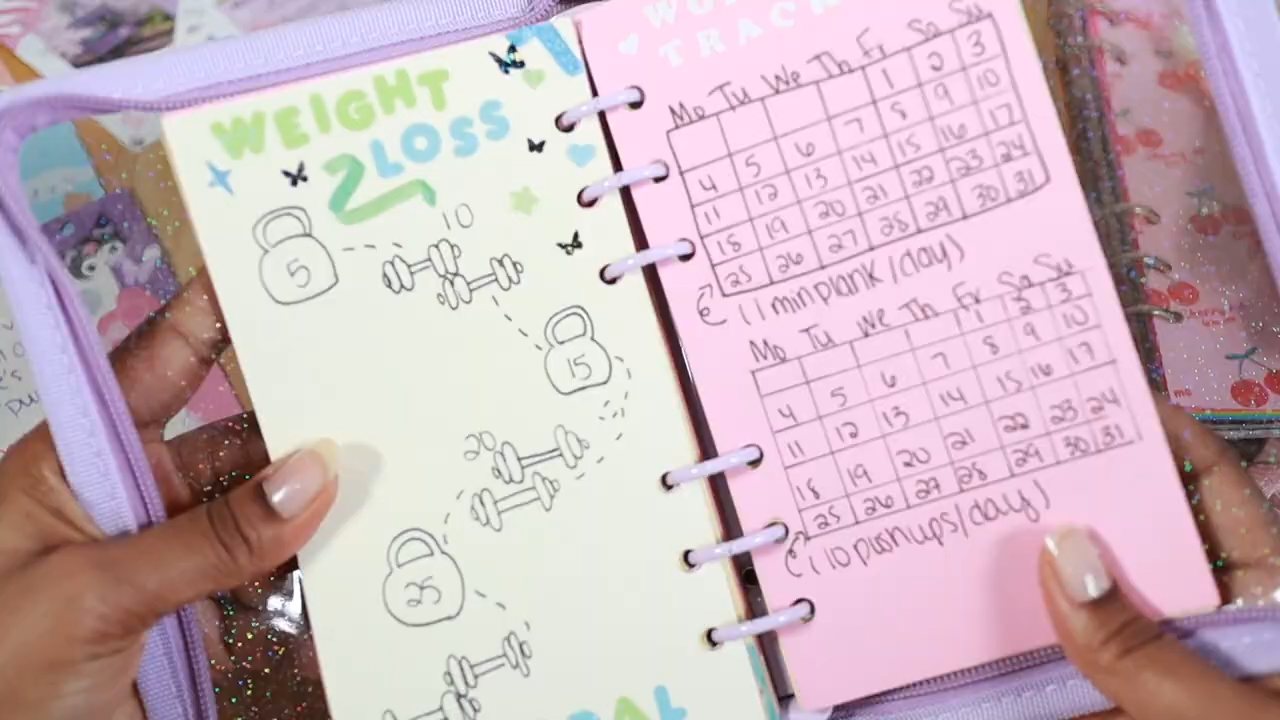 WEIGHT
LOSS
5
10
15
20
25
TRAC
Mo Tu We Th Fr Sa Su
1 2 3
4 5 6 7 8 9 10
11 12 13 14 15 16 17
18 19 20 21 22 23 24
25 26 27 28 29 30 31
(1 min plank/day)
Mo Tu We Th Fr Sa Su
1 2 3
4 5 6 7 8 9 10
11 12 13 14 15 16 17
18 19 20 21 22 23 24
25 26 27 28 29 30 31
(10 pushups/day)